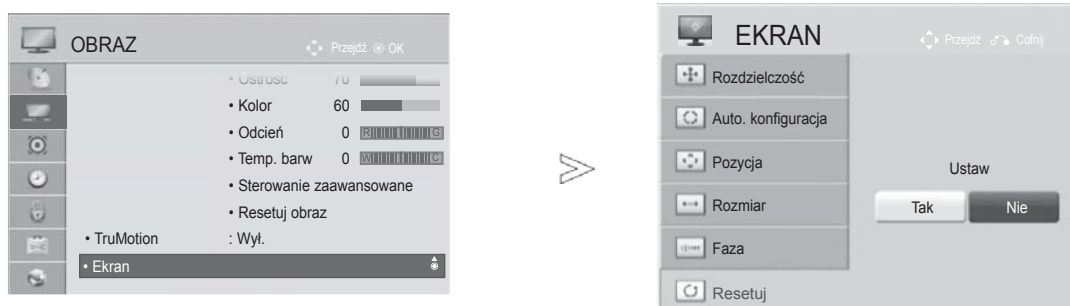 OBRAZ
Przejdź OK
• Ostrość 70
• Kolor 60
• Odcień 0 R G
• Temp. barw 0 W C
• Sterowanie zaawansowane
• Resetuj obraz
• TruMotion : Wył.
• Ekran
EKRAN
Przejdź Cofnij
Rozdzielczość
Auto. konfiguracja
Pozycja
Rozmiar
Faza
Resetuj
Ustaw
Tak Nie